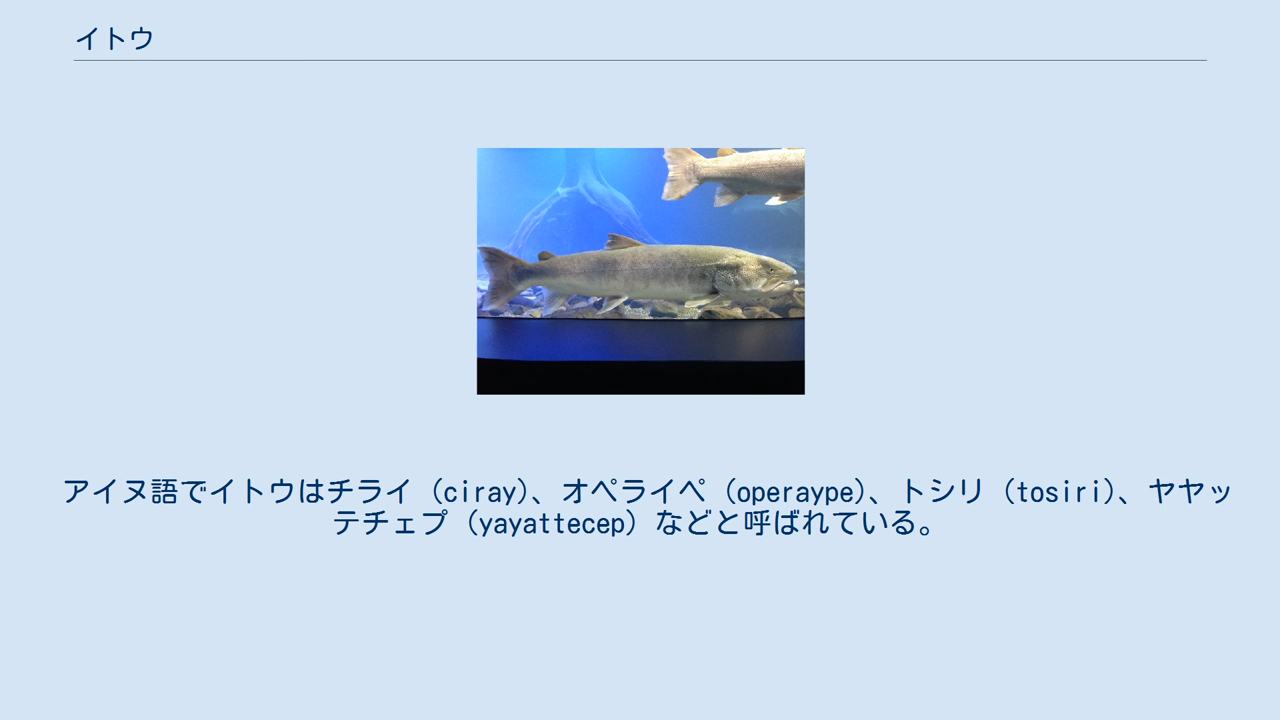 イトウ
アイヌ語でイトウはチライ（ciray）、オペライペ（operaype）、トシリ（tosiri）、ヤヤッ
テチェプ（yayattecep）などと呼ばれている。